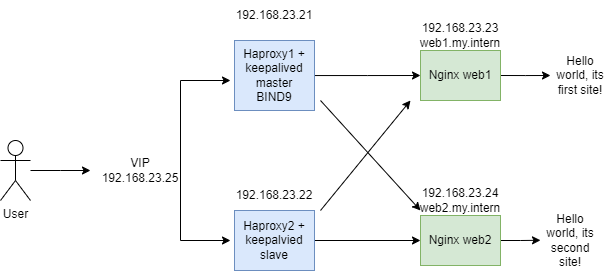 192.168.23.21
192.168.23.23
web1.my.intern
Haproxy1 +
keepalived
master
BIND9
Nginx web1
Hello
world, its
first site!
VIP
192.168.23.25
User
192.168.23.22
192.168.23.24
web2.my.intern
Haproxy2 +
keepalvied
slave
Nginx web2
Hello
world, its
second
site!